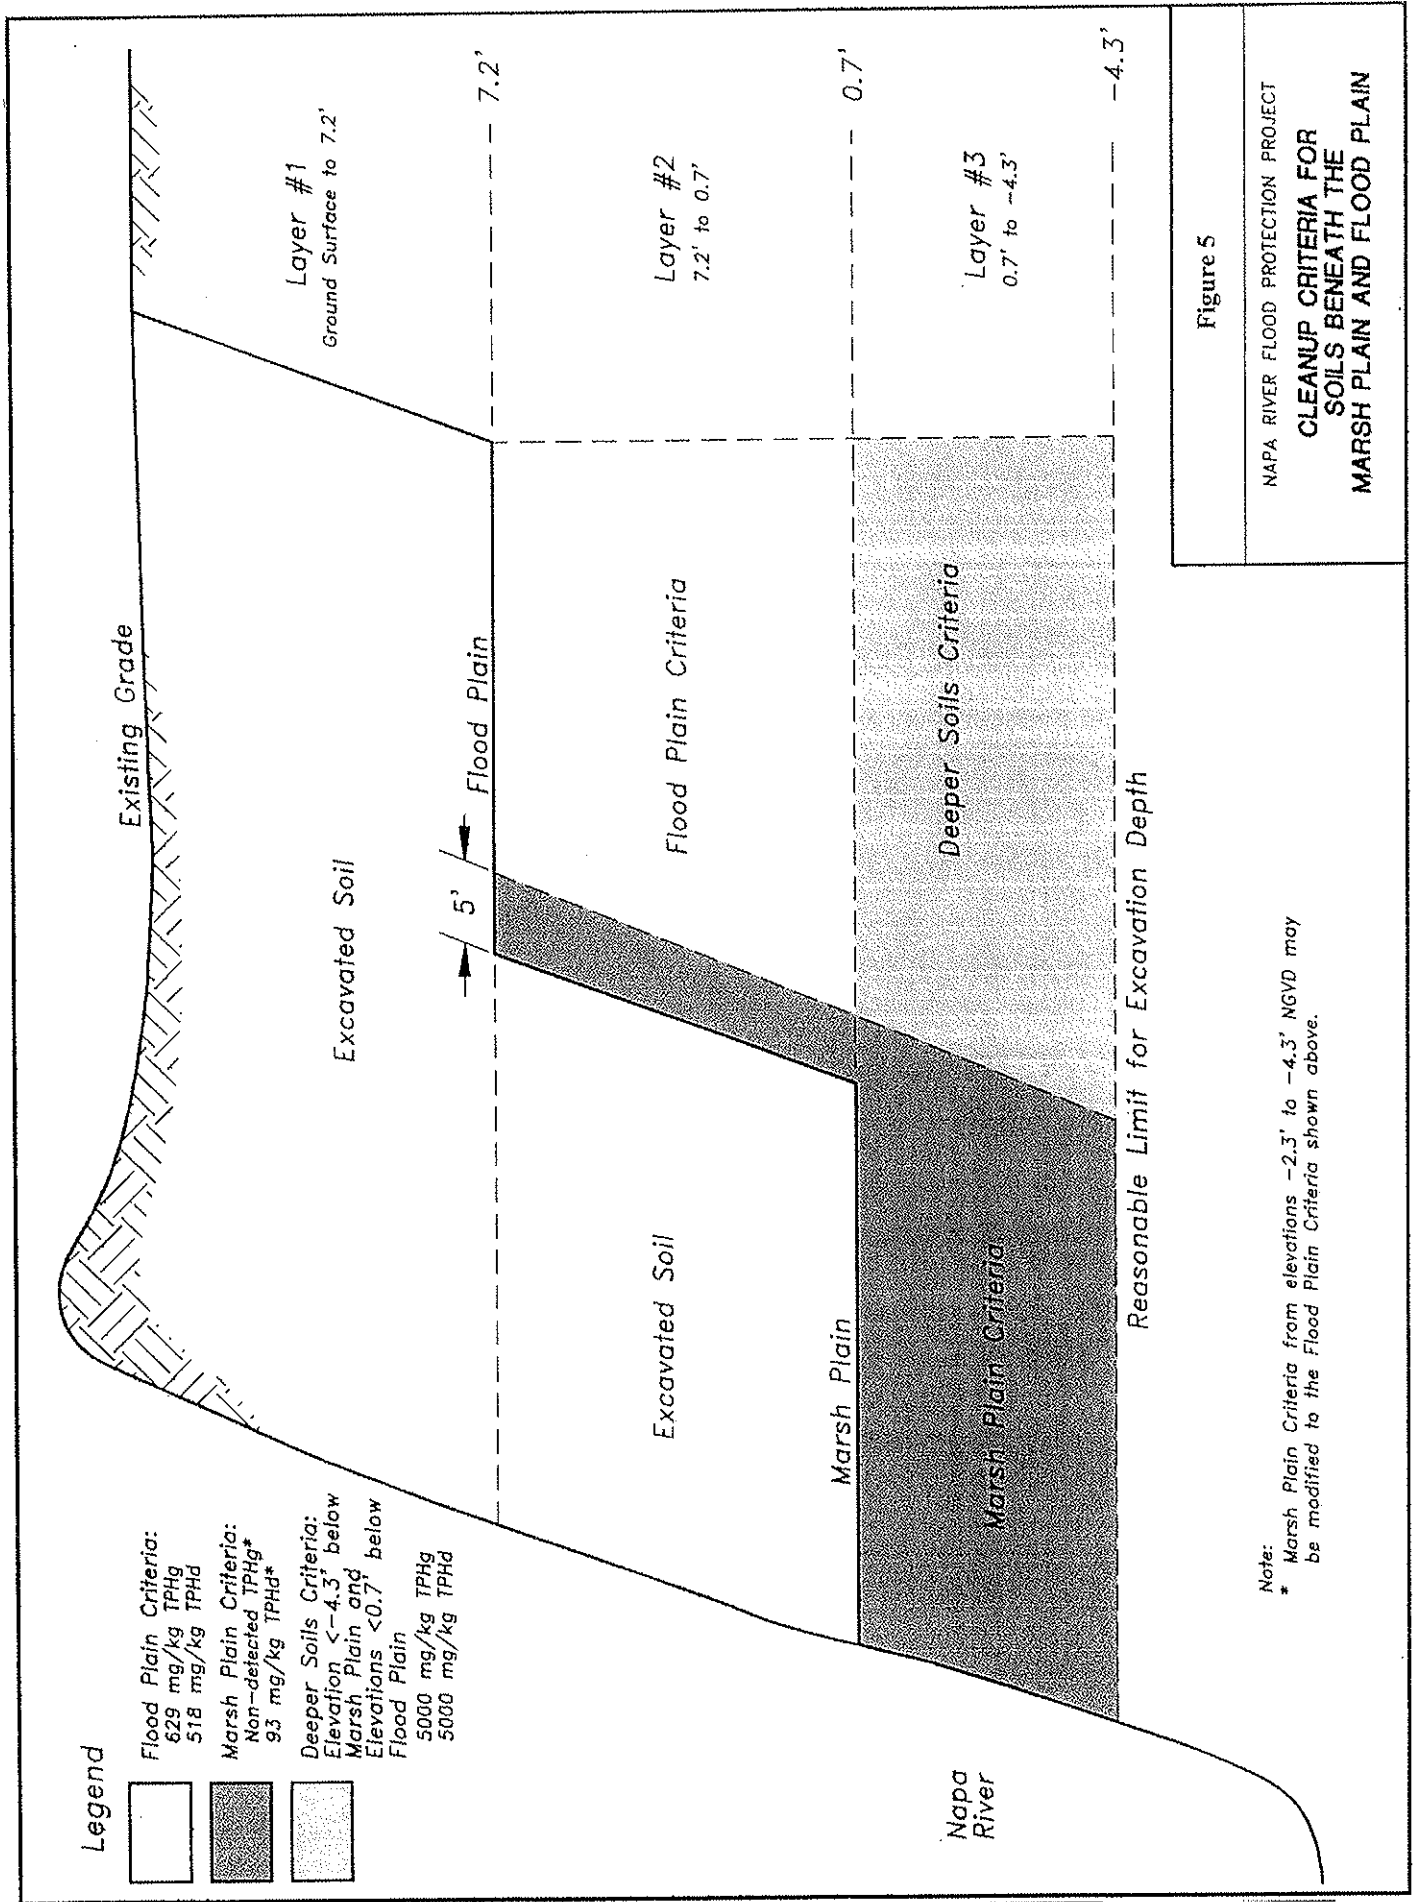 Legend
Flood Plain Criteria:
629 mg/kg TPHg
518 mg/kg TPHd
Marsh Plain Criteria:
Non-detected TPHg*
93 mg/kg TPHd*
Deeper Soils Criteria:
Elevation <-4.3' below
Marsh Plain and
Elevations <0.7' below
Flood Plain
5000 mg/kg TPHg
5000 mg/kg TPHd
Existing Grade
Excavated Soil
Layer #1
Ground Surface to 7.2'
5'
Flood Plain
7.2'
Excavated Soil
Flood Plain Criteria
Layer #2
7.2' to 0.7'
Marsh Plain
0.7'
Napa
River
Marsh Plain Criteria
Deeper Soils Criteria
Layer #3
0.7' to -4.3'
-4.3'
Reasonable Limit for Excavation Depth
Note:
* Marsh Plain Criteria from elevations -2.3' to -4.3' NGVD may
be modified to the Flood Plain Criteria shown above.
Figure 5
NAPA RIVER FLOOD PROTECTION PROJECT
CLEANUP CRITERIA FOR
SOILS BENEATH THE
MARSH PLAIN AND FLOOD PLAIN